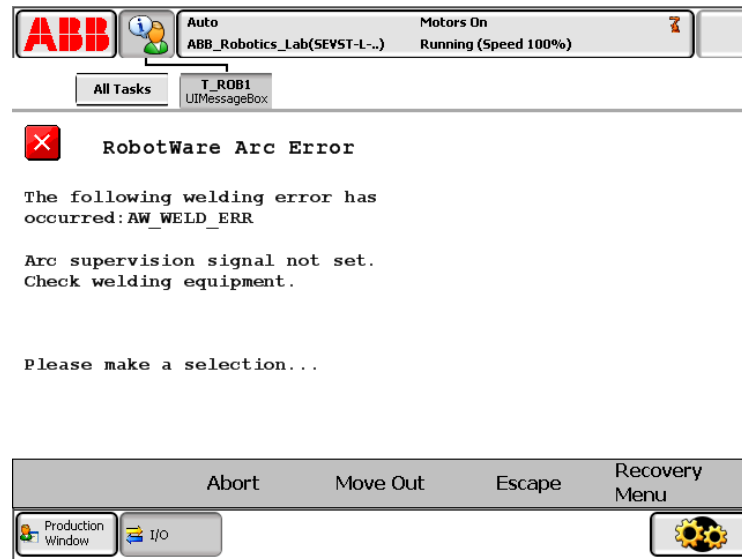 ABB
Auto
Motors On
ABB_Robotics_Lab(SEVST-L-..)
Running (Speed 100%)
All Tasks
T_ROB1
UIMessageBox
RobotWare Arc Error
The following welding error has
occurred:AW_WELD_ERR
Arc supervision signal not set.
Check welding equipment.
Please make a selection...
Abort
Move Out
Escape
Recovery
Menu
Production
Window
I/O